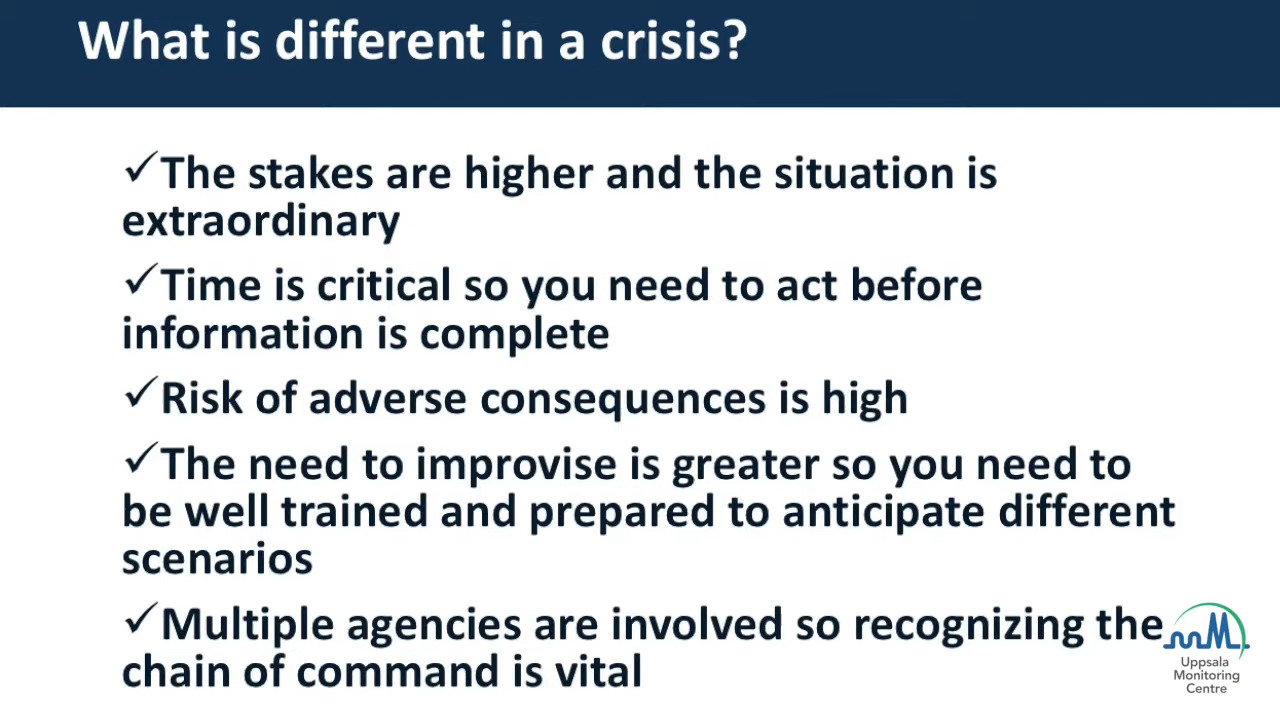 What is different in a crisis?
✓The stakes are higher and the situation is
extraordinary
✓Time is critical so you need to act before
information is complete
✓Risk of adverse consequences is high
✓The need to improvise is greater so you need to
be well trained and prepared to anticipate different
scenarios
✓Multiple agencies are involved so recognizing the
chain of command is vital
Uppsala
Monitoring
Centre